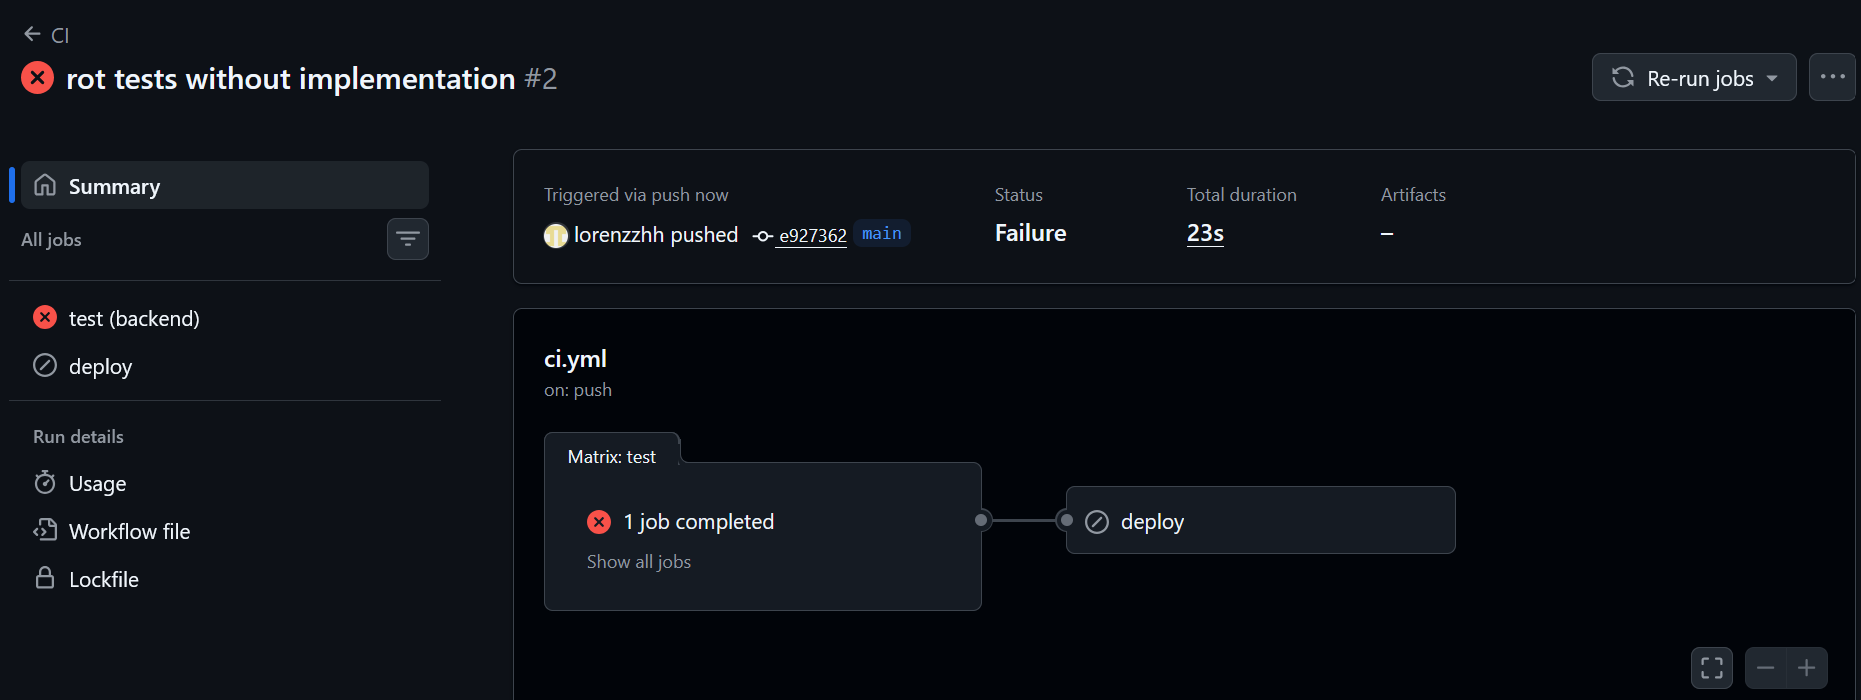 CI
rot tests without implementation #2
Re-run jobs
Summary
All jobs
test (backend)
deploy
Run details
Usage
Workflow file
Lockfile
Triggered via push now
lorenzzhh pushed e927362 main
Status
Failure
Total duration
23s
Artifacts
–
ci.yml
on: push
Matrix: test
1 job completed
Show all jobs
deploy